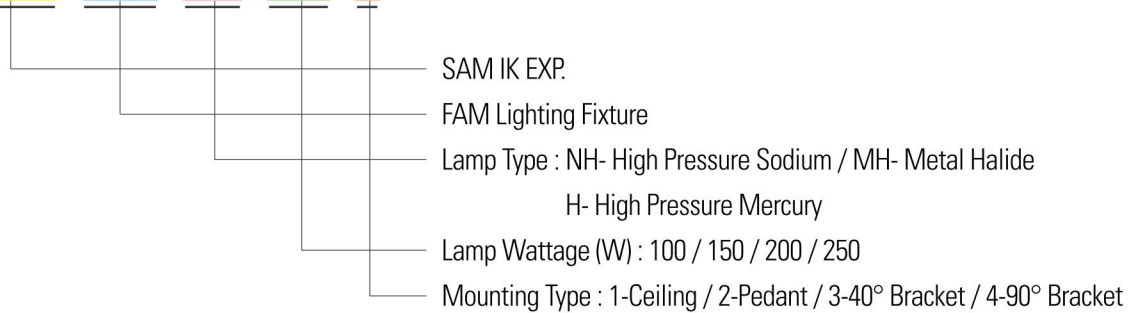 SAM IK EXP.
FAM Lighting Fixture
Lamp Type : NH- High Pressure Sodium / MH- Metal Halide
H- High Pressure Mercury
Lamp Wattage (W) : 100 / 150 / 200 / 250
Mounting Type : 1-Ceiling / 2-Pedant / 3-40° Bracket / 4-90° Bracket